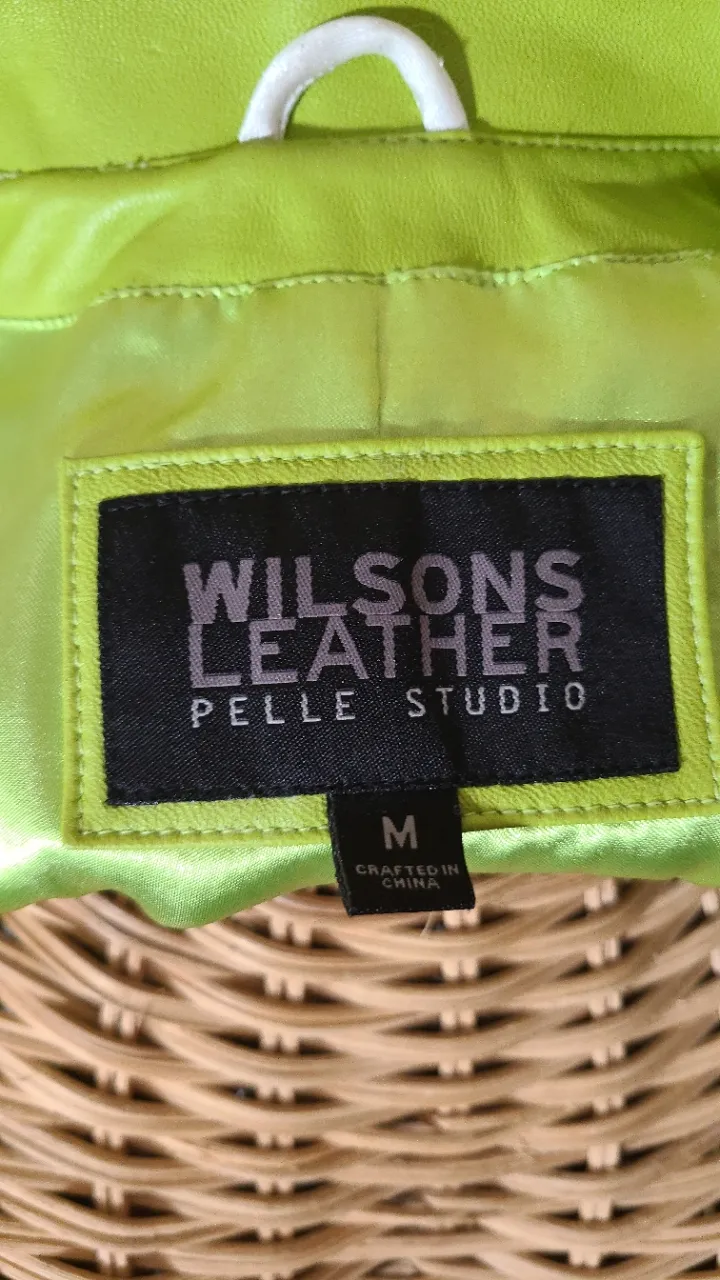 WILSONS
LEATHER
PELLE STUDIO
M
CRAFTED IN
CHINA